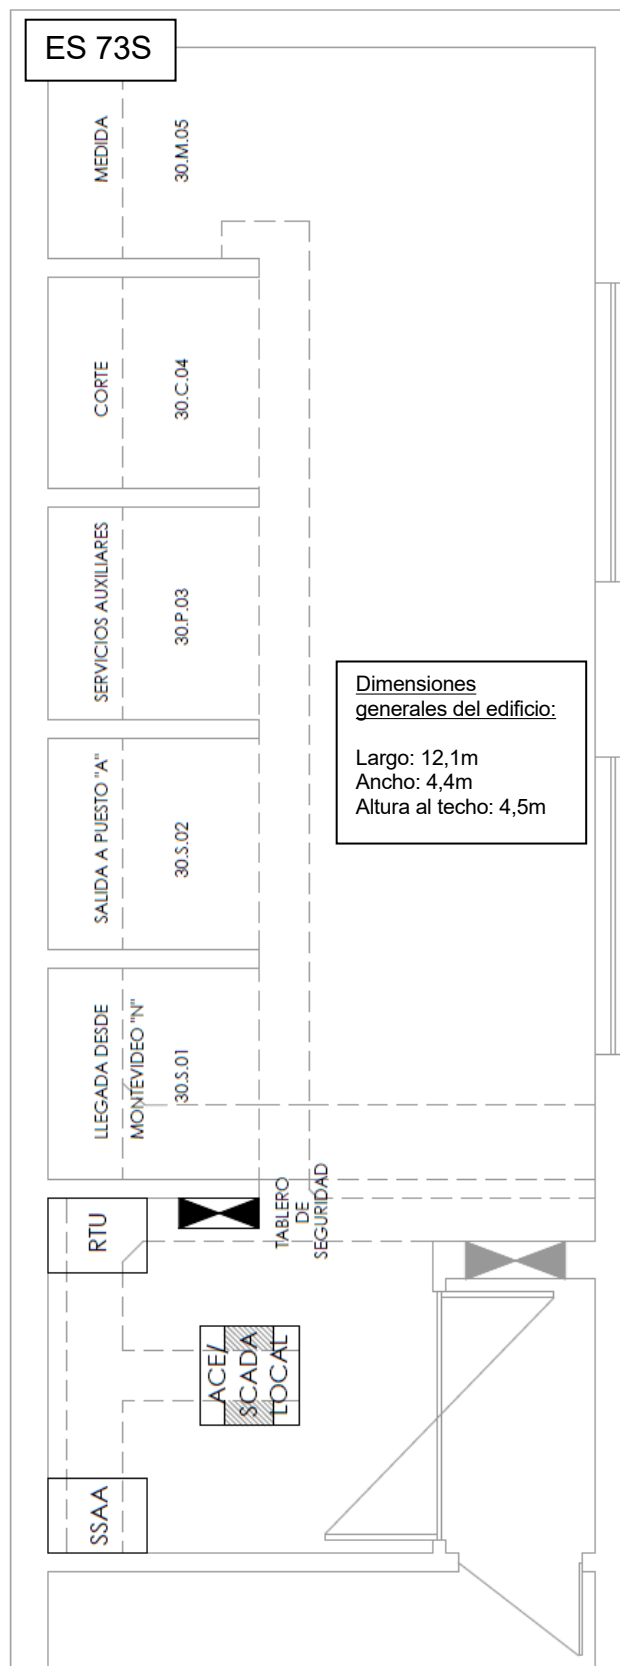 ES 73S
MEDIDA
30.M.05
CORTE
30.C.04
SERVICIOS AUXILIARES
30.P.03
Dimensiones
generales del edificio:
Largo: 12,1m
Ancho: 4,4m
Altura al techo: 4,5m
SALIDA A PUESTO "A"
30.S.02
LLEGADA DESDE
MONTEVIDEO "N"
30.S.01
TABLERO
DE
SEGURIDAD
RTU
ACE/
SCADA
LOCAL
SSAA